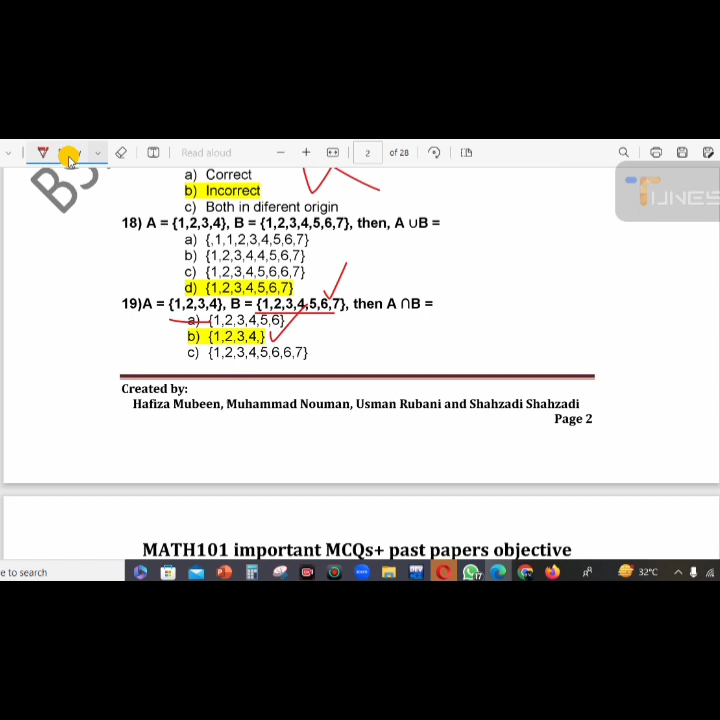 Read aloud
2
of 28
TUNES
BS
a) Correct
b) Incorrect
c) Both in diferent origin
18) A = {1,2,3,4}, B = {1,2,3,4,5,6,7}, then, A ∪B =
a) {,1,1,2,3,4,5,6,7}
b) {1,2,3,4,4,5,6,7}
c) {1,2,3,4,5,6,6,7}
d) {1,2,3,4,5,6,7}
19)A = {1,2,3,4}, B = {1,2,3,4,5,6,7}, then A ∩B =
a) {1,2,3,4,5,6}
b) {1,2,3,4,}
c) {1,2,3,4,5,6,6,7}
Created by:
Hafiza Mubeen, Muhammad Nouman, Usman Rubani and Shahzadi Shahzadi
Page 2
MATH101 important MCQs+ past papers objective
e to search
17
32°C